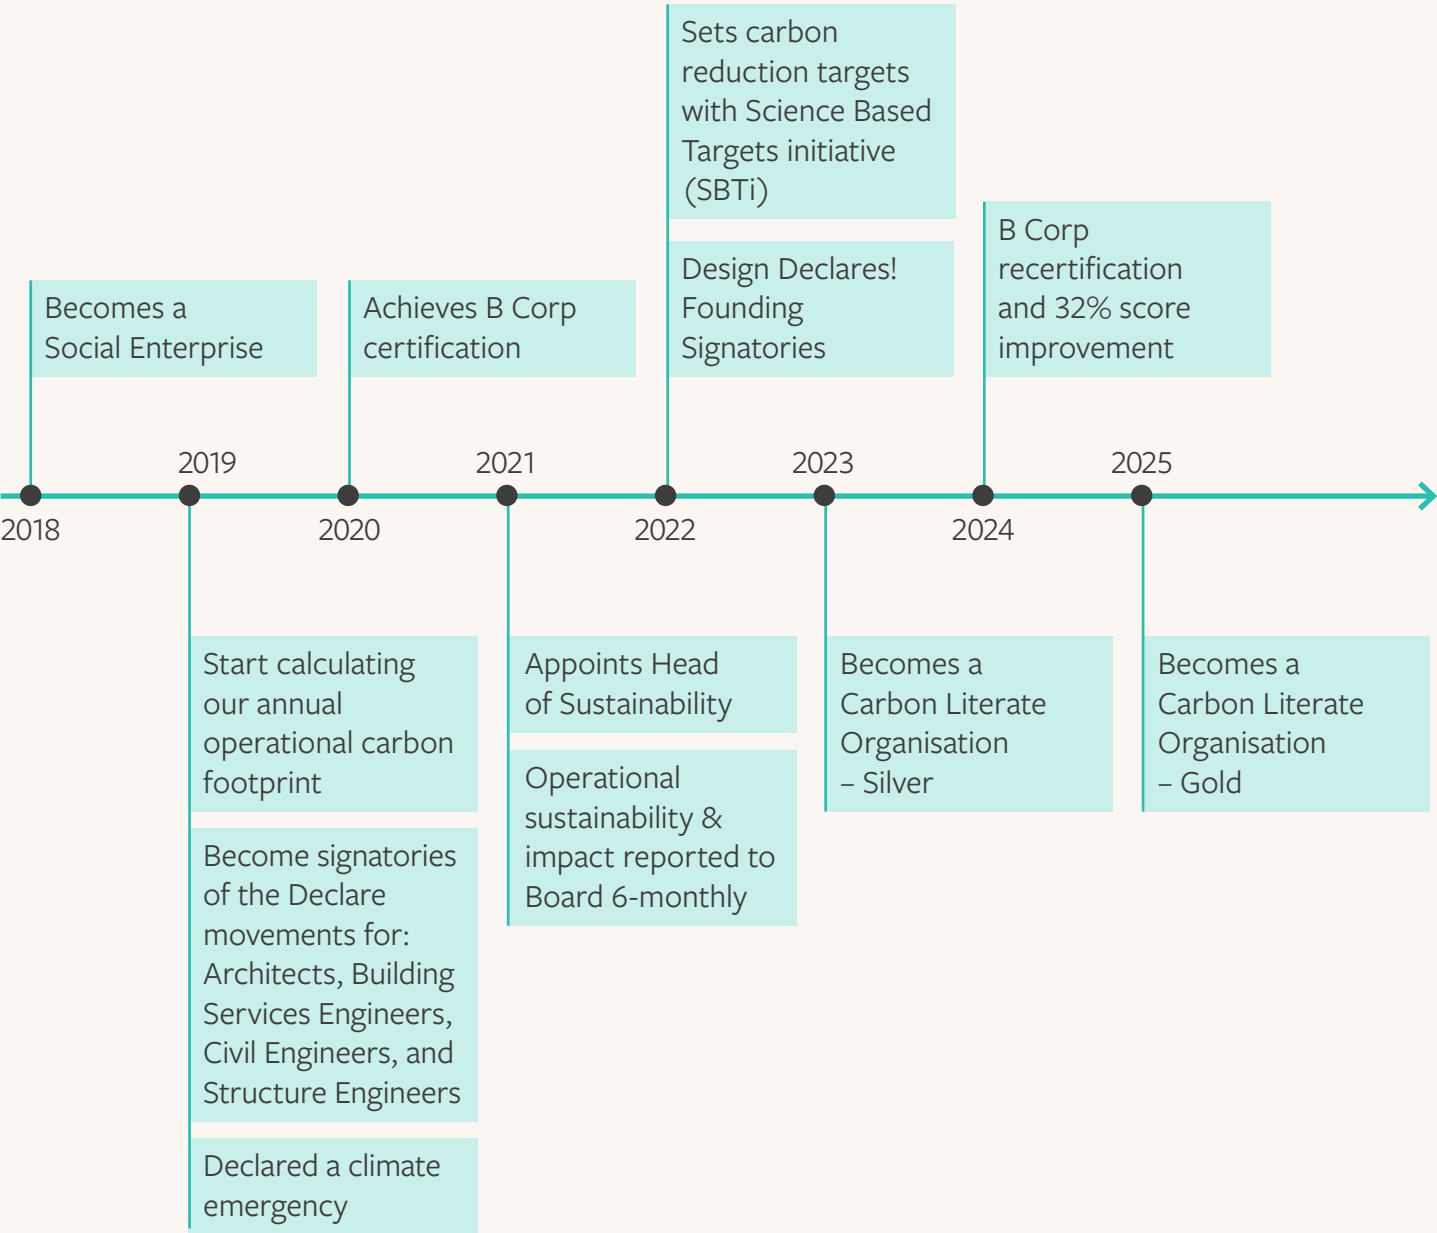 Sets carbon
reduction targets
with Science Based
Targets initiative
(SBTi)
Design Declares!
Founding
Signatories
B Corp
recertification
and 32% score
improvement
Becomes a
Social Enterprise
Achieves B Corp
certification
2019
2021
2023
2025
2018
2020
2022
2024
Start calculating
our annual
operational carbon
footprint
Become signatories
of the Declare
movements for:
Architects, Building
Services Engineers,
Civil Engineers, and
Structure Engineers
Declared a climate
emergency
Appoints Head
of Sustainability
Operational
sustainability &
impact reported to
Board 6-monthly
Becomes a
Carbon Literate
Organisation
– Silver
Becomes a
Carbon Literate
Organisation
– Gold